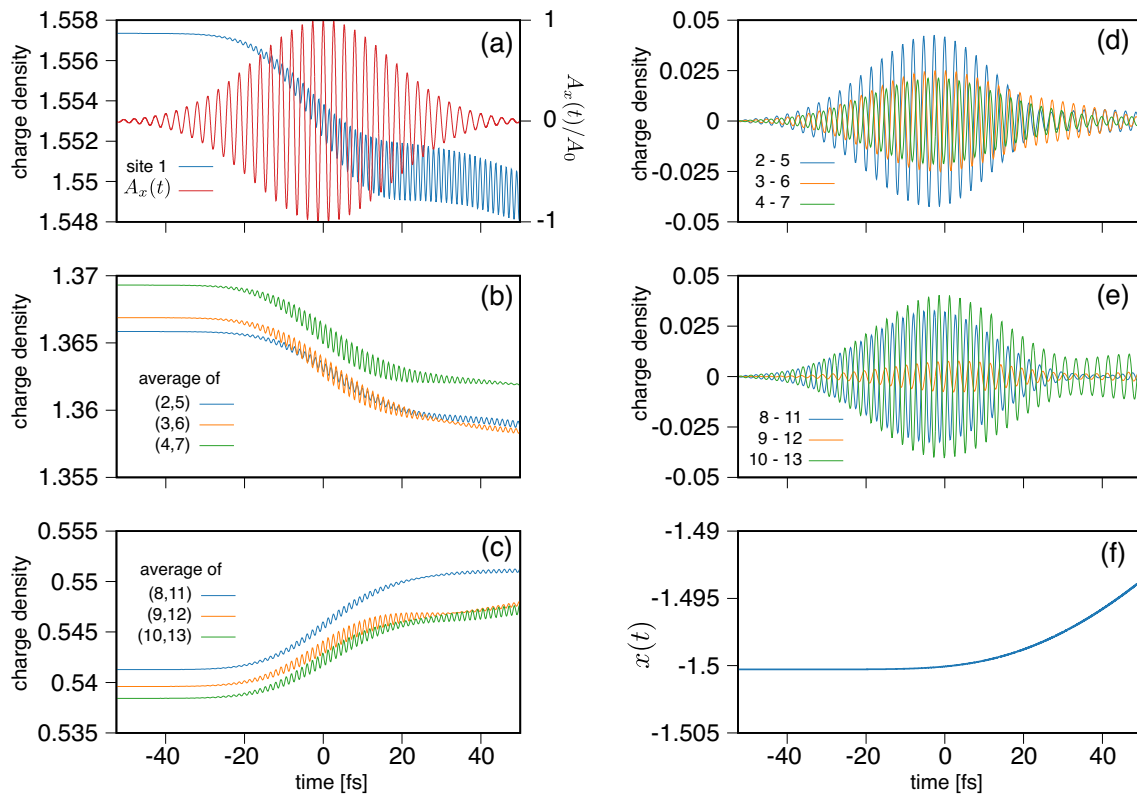 (a)
charge density
1.558
1.557
1.554
1.553
1.55
1.548
1
0
-1
A_x(t)/A_0
site 1
A_x(t)
(d)
charge density
0.05
0.025
0
-0.025
-0.05
2 - 5
3 - 6
4 - 7
(b)
charge density
1.37
1.365
1.36
1.355
average of
(2,5)
(3,6)
(4,7)
(e)
charge density
0.05
0.025
0
-0.025
-0.05
8 - 11
9 - 12
10 - 13
(c)
charge density
0.555
0.55
0.545
0.54
0.535
average of
(8,11)
(9,12)
(10,13)
-40
-20
0
20
40
time [fs]
(f)
x(t)
-1.49
-1.495
-1.5
-1.505
-40
-20
0
20
40
time [fs]